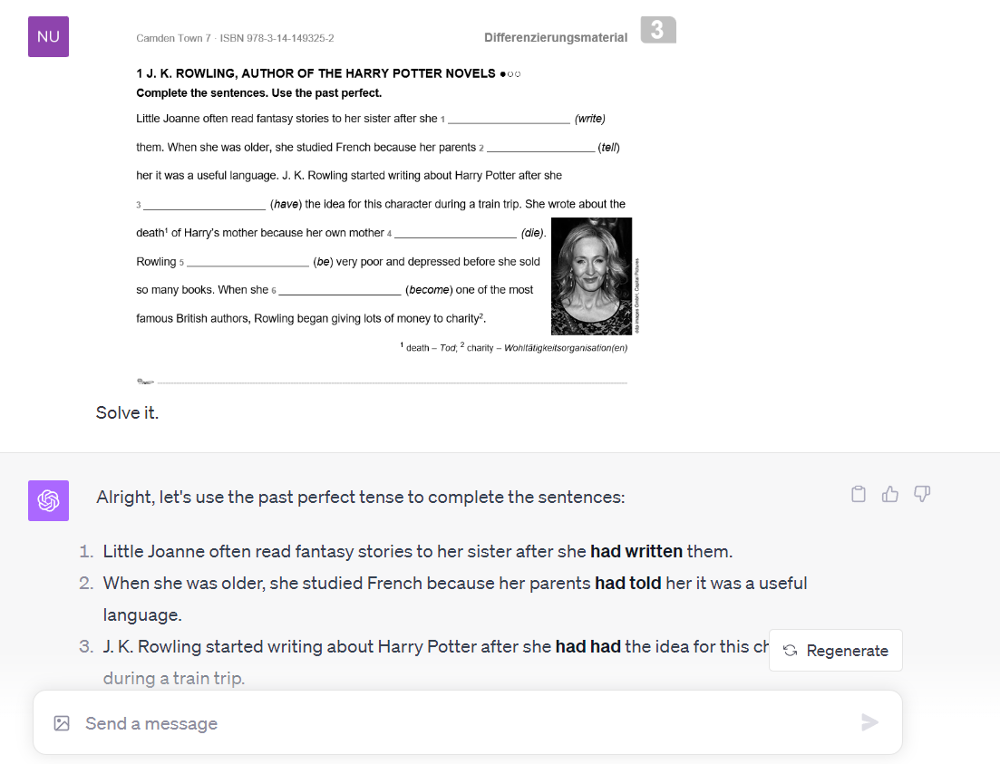 NU
Camden Town 7 · ISBN 978-3-14-149325-2
Differenzierungsmaterial
3
1 J. K. ROWLING, AUTHOR OF THE HARRY POTTER NOVELS ●○○
Complete the sentences. Use the past perfect.
Little Joanne often read fantasy stories to her sister after she 1 ____________________ (write)
them. When she was older, she studied French because her parents 2 __________________ (tell)
her it was a useful language. J. K. Rowling started writing about Harry Potter after she
3 ____________________ (have) the idea for this character during a train trip. She wrote about the
death¹ of Harry's mother because her own mother 4 ____________________ (die).
Rowling 5 ____________________ (be) very poor and depressed before she sold
so many books. When she 6 ____________________ (become) one of the most
famous British authors, Rowling began giving lots of money to charity².
ddp images GmbH, Capital Pictures
¹ death – Tod; ² charity – Wohltätigkeitsorganisation(en)
Solve it.
Alright, let's use the past perfect tense to complete the sentences:
1. Little Joanne often read fantasy stories to her sister after she had written them.
2. When she was older, she studied French because her parents had told her it was a useful
language.
3. J. K. Rowling started writing about Harry Potter after she had had the idea for this ch
during a train trip.
Regenerate
Send a message